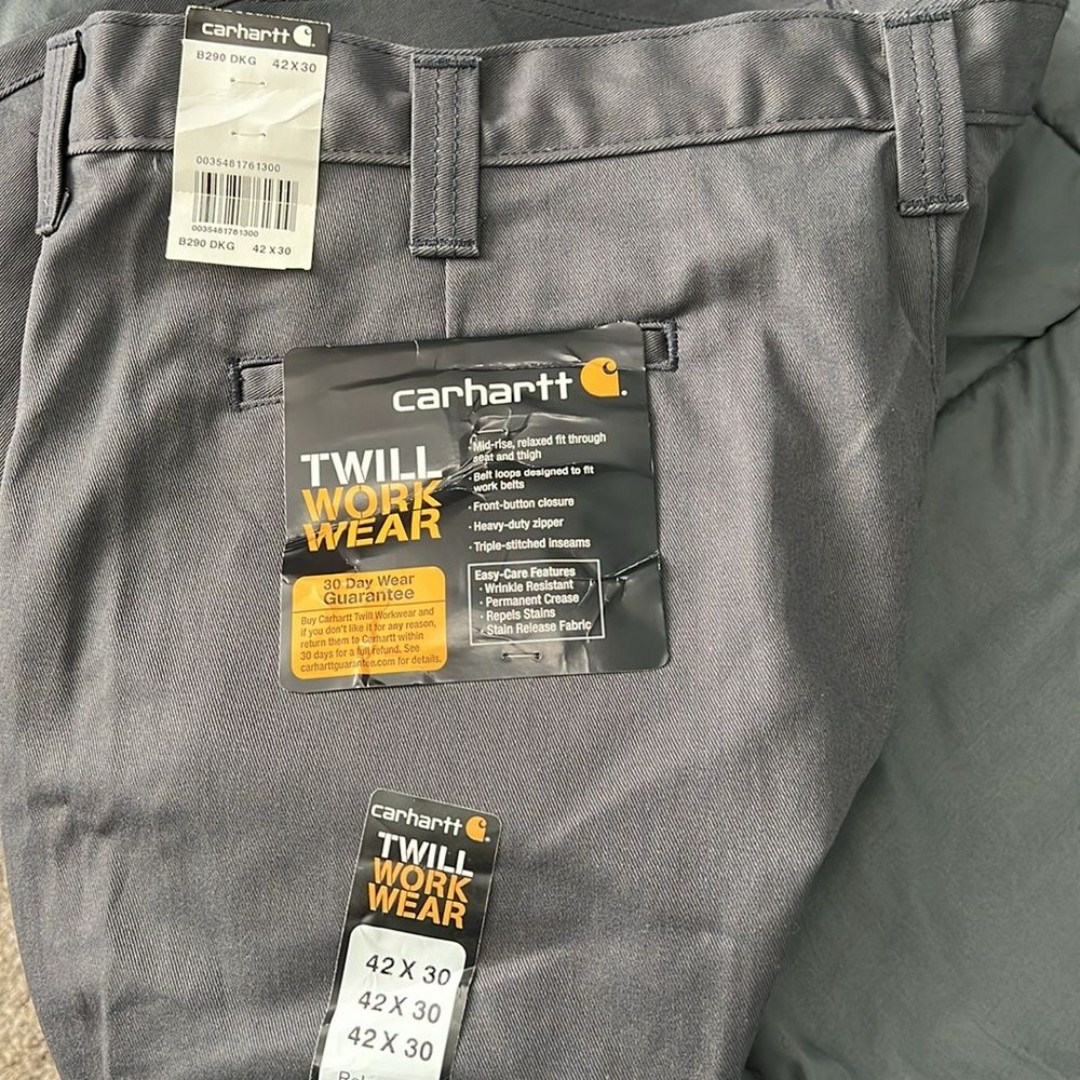 carhartt
B290 DKG 42X30
0035481761300
0035481761300
B290 DKG 42 X 30
carhartt
TWILL
WORK
WEAR
· Mid-rise, relaxed fit through
seat and thigh
· Belt loops designed to fit
work belts
· Front-button closure
· Heavy-duty zipper
· Triple-stitched inseams
30 Day Wear
Guarantee
Buy Carhartt Twill Workwear and
if you don't like it for any reason,
return them to Carhartt within
30 days for a full refund. See
carharttguarantee.com for details.
Easy-Care Features
· Wrinkle Resistant
· Permanent Crease
· Repels Stains
· Stain Release Fabric
carhartt
TWILL
WORK
WEAR
42 X 30
42 X 30
42 X 30